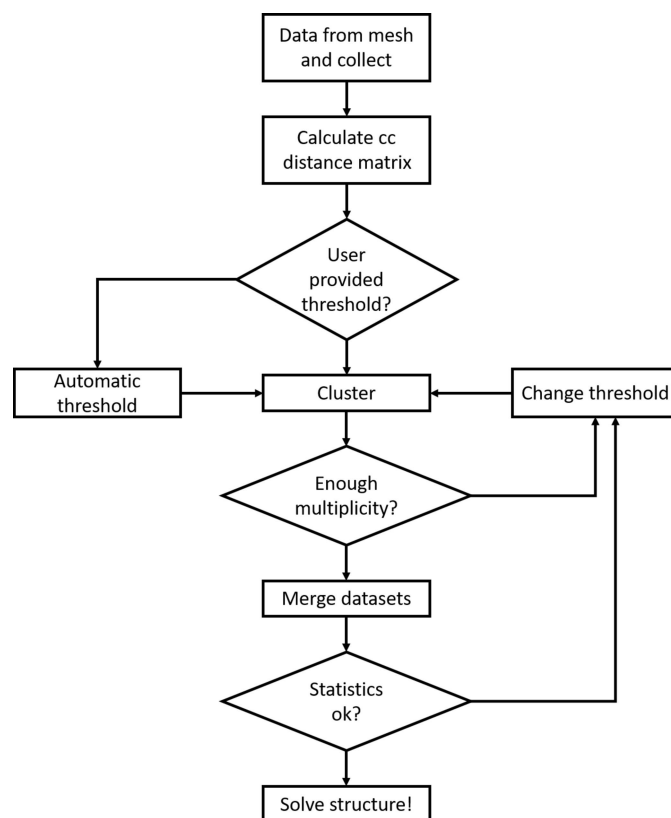 Data from mesh
and collect
Calculate cc
distance matrix
User
provided
threshold?
Automatic
threshold
Cluster
Change threshold
Enough
multiplicity?
Merge datasets
Statistics
ok?
Solve structure!